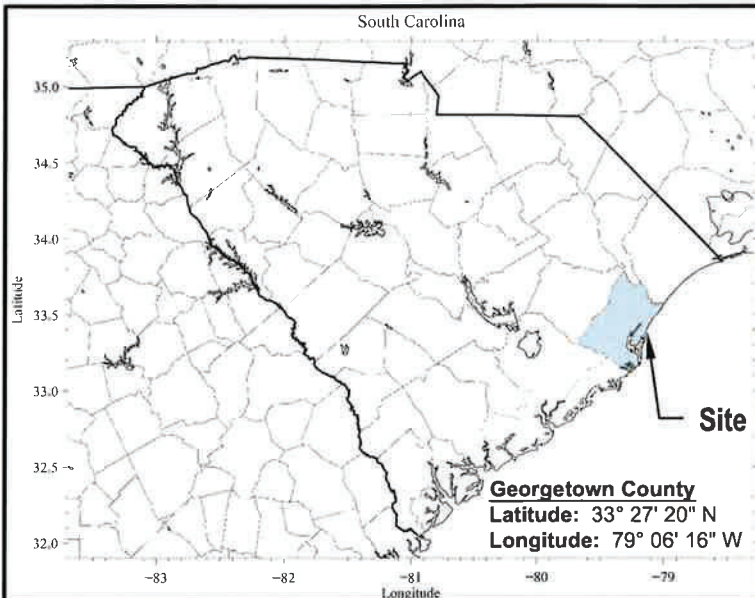 South Carolina
35.0
34.5
34.0
33.5
33.0
32.5
32.0
Latitude
Site
Georgetown County
Latitude: 33° 27' 20" N
Longitude: 79° 06' 16" W
−83 −82 −81 −80 −79
Longitude